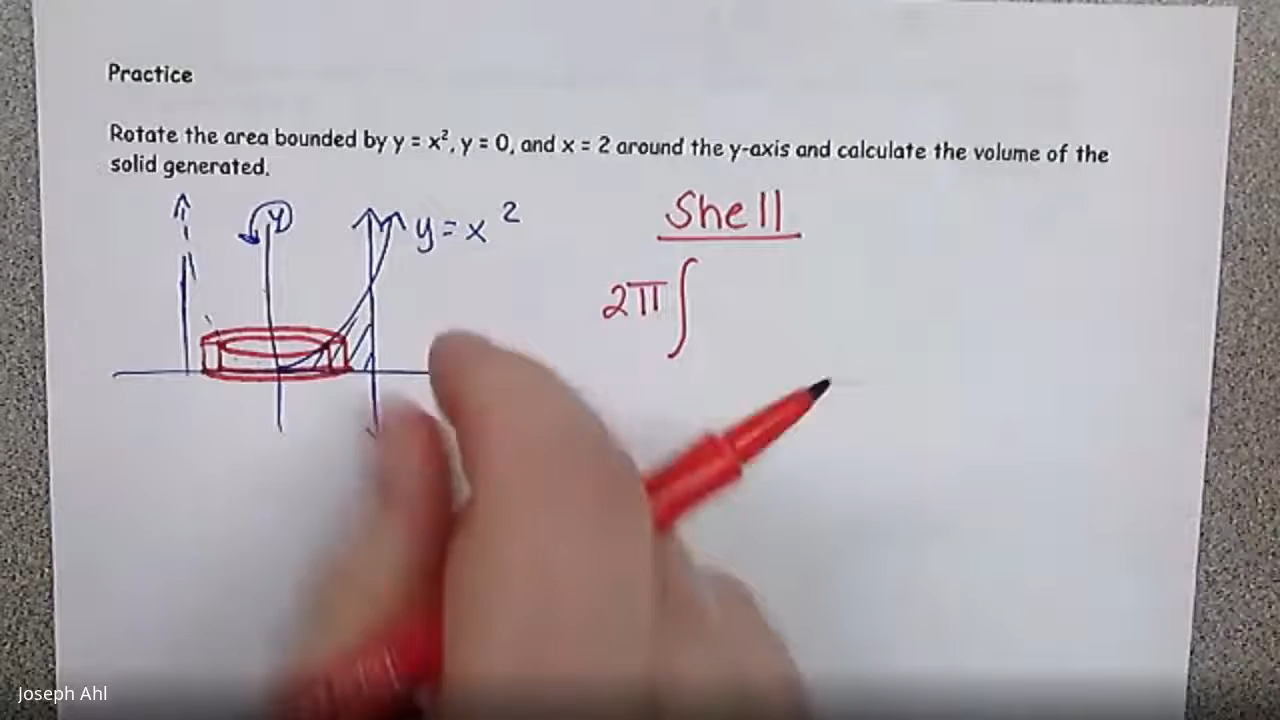 Practice
Rotate the area bounded by y = x², y = 0, and x = 2 around the y-axis and calculate the volume of the
solid generated.
y
y=x²
Shell
2π∫
Joseph Ahl